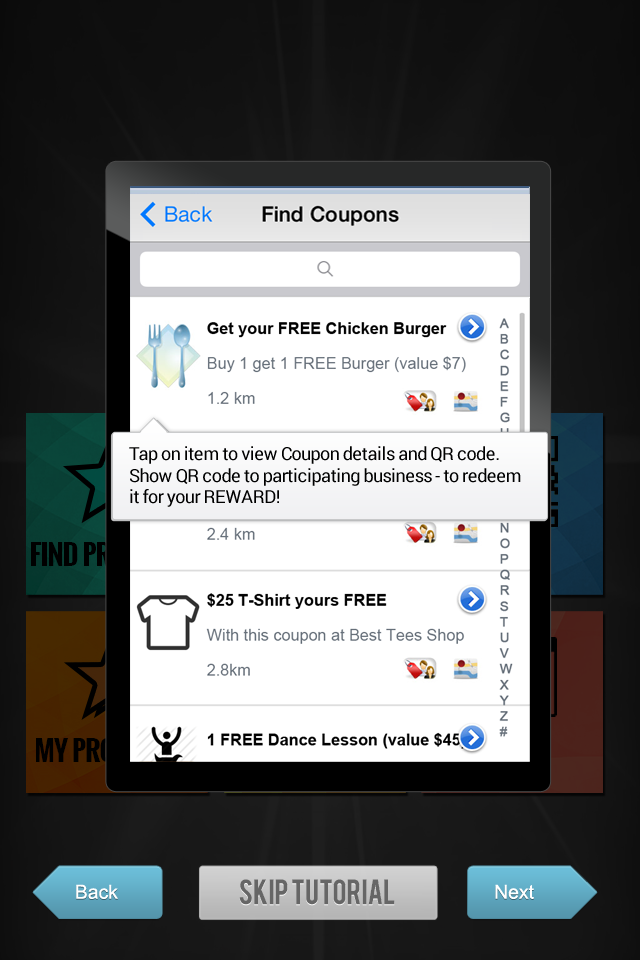 Back
Find Coupons
Get your FREE Chicken Burger
Buy 1 get 1 FREE Burger (value $7)
1.2 km
Tap on item to view Coupon details and QR code.
Show QR code to participating business - to redeem
it for your REWARD!
2.4 km
$25 T-Shirt yours FREE
With this coupon at Best Tees Shop
2.8km
1 FREE Dance Lesson (value $45
A
B
C
D
E
F
G
N
O
P
Q
R
S
T
U
V
W
X
Y
Z
#
FIND PR
MY PRO
Back
SKIP TUTORIAL
Next